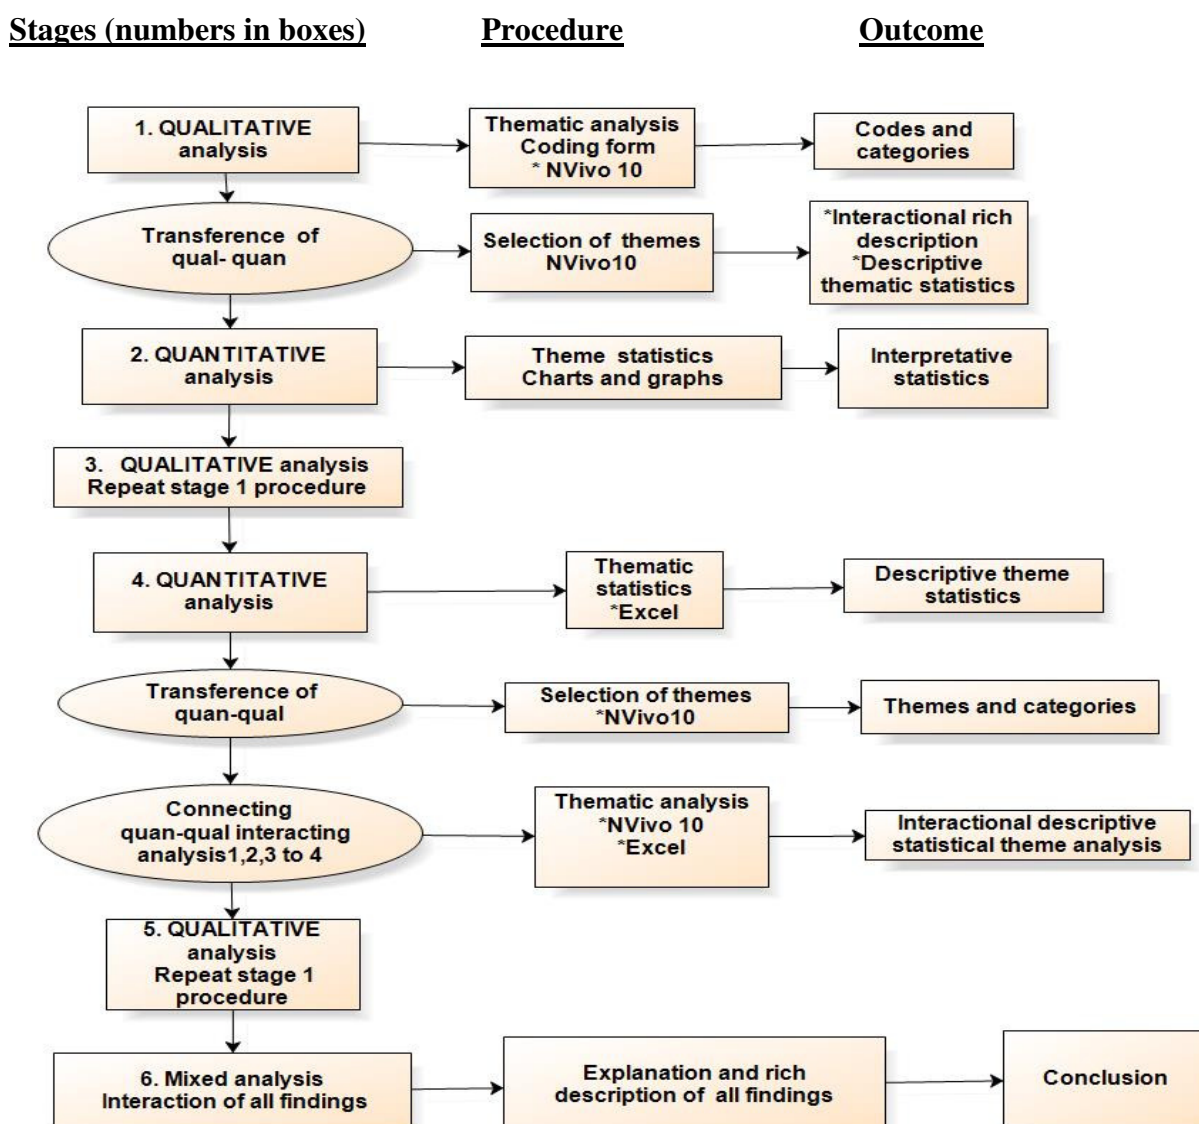 Stages (numbers in boxes) Procedure Outcome
1. QUALITATIVE
analysis
Thematic analysis
Coding form
* NVivo 10
Codes and
categories
Transference of
qual- quan
Selection of themes
NVivo10
*Interactional rich
description
*Descriptive
thematic statistics
2. QUANTITATIVE
analysis
Theme statistics
Charts and graphs
Interpretative
statistics
3. QUALITATIVE analysis
Repeat stage 1 procedure
4. QUANTITATIVE
analysis
Thematic
statistics
*Excel
Descriptive theme
statistics
Transference of
quan-qual
Selection of themes
*NVivo10
Themes and categories
Connecting
quan-qual interacting
analysis1,2,3 to 4
Thematic analysis
*NVivo 10
*Excel
Interactional descriptive
statistical theme analysis
5. QUALITATIVE
analysis
Repeat stage 1
procedure
6. Mixed analysis
Interaction of all findings
Explanation and rich
description of all findings
Conclusion